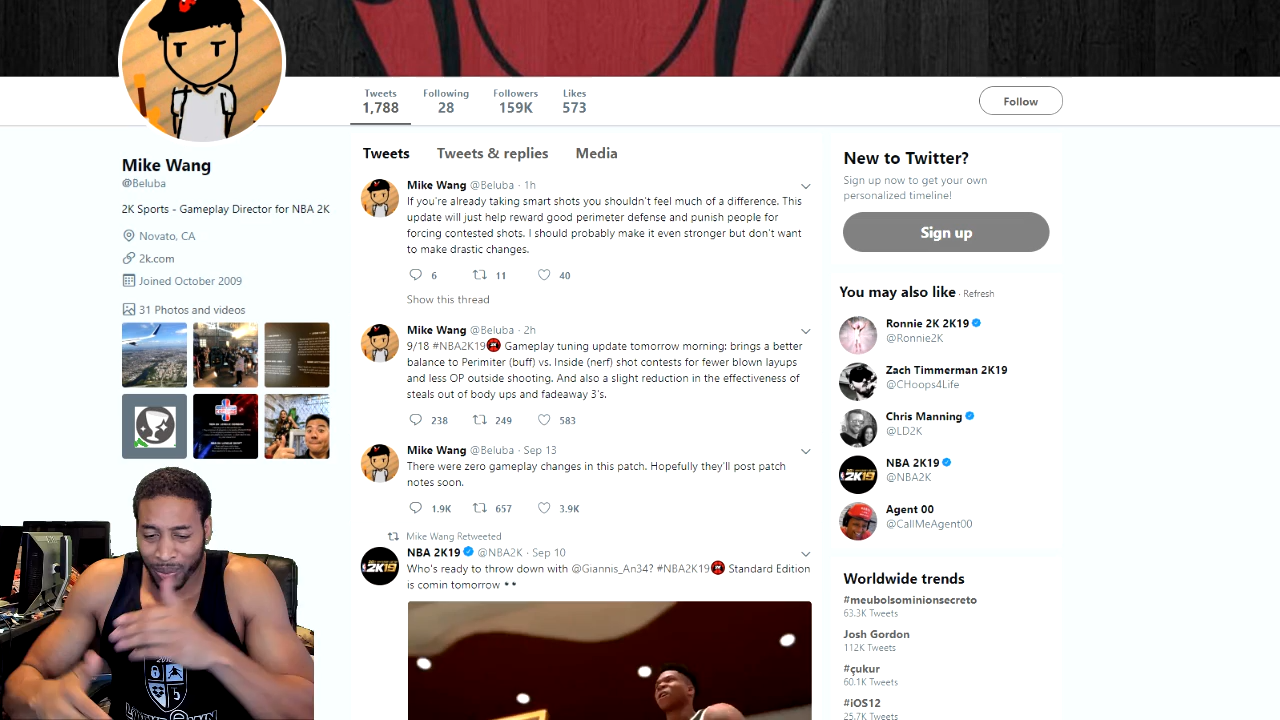 Tweets
1,788
Following
28
Followers
159K
Likes
573
Follow
Mike Wang
@Beluba
2K Sports - Gameplay Director for NBA 2K
Novato, CA
2k.com
Joined October 2009
31 Photos and videos
Tweets
Tweets & replies
Media
Mike Wang @Beluba · 1h
If you're already taking smart shots you shouldn't feel much of a difference. This
update will just help reward good perimeter defense and punish people for
forcing contested shots. I should probably make it even stronger but don't want
to make drastic changes.
6
11
40
Show this thread
Mike Wang @Beluba · 2h
9/18 #NBA2K19 Gameplay tuning update tomorrow morning: brings a better
balance to Perimiter (buff) vs. Inside (nerf) shot contests for fewer blown layups
and less OP outside shooting. And also a slight reduction in the effectiveness of
steals out of body ups and fadeaway 3's.
238
249
583
Mike Wang @Beluba · Sep 13
There were zero gameplay changes in this patch. Hopefully they'll post patch
notes soon.
1.9K
657
3.9K
Mike Wang Retweeted
NBA 2K19 @NBA2K · Sep 10
Who's ready to throw down with @Giannis_An34? #NBA2K19 Standard Edition
is comin tomorrow
New to Twitter?
Sign up now to get your own
personalized timeline!
Sign up
You may also like · Refresh
Ronnie 2K 2K19
@Ronnie2K
Zach Timmerman 2K19
@CHoops4Life
Chris Manning
@LD2K
NBA 2K19
@NBA2K
Agent 00
@CallMeAgent00
Worldwide trends
#meubolsominionsecreto
63.3K Tweets
Josh Gordon
112K Tweets
#çukur
60.1K Tweets
#iOS12
25.7K Tweets